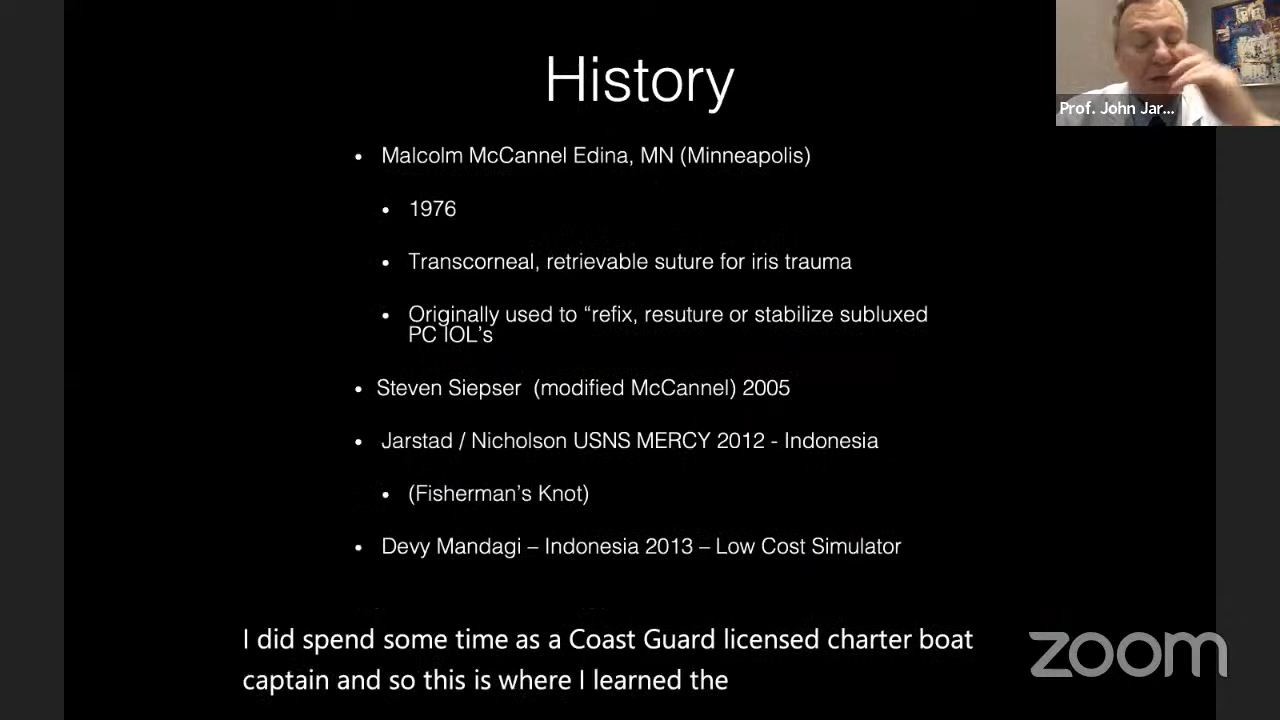 History
Prof. John Jar...
• Malcolm McCannel Edina, MN (Minneapolis)
• 1976
• Transcorneal, retrievable suture for iris trauma
• Originally used to “refix, resuture or stabilize subluxed
PC IOL’s
• Steven Siepser (modified McCannel) 2005
• Jarstad / Nicholson USNS MERCY 2012 - Indonesia
• (Fisherman’s Knot)
• Devy Mandagi – Indonesia 2013 – Low Cost Simulator
I did spend some time as a Coast Guard licensed charter boat
captain and so this is where I learned the
zoom